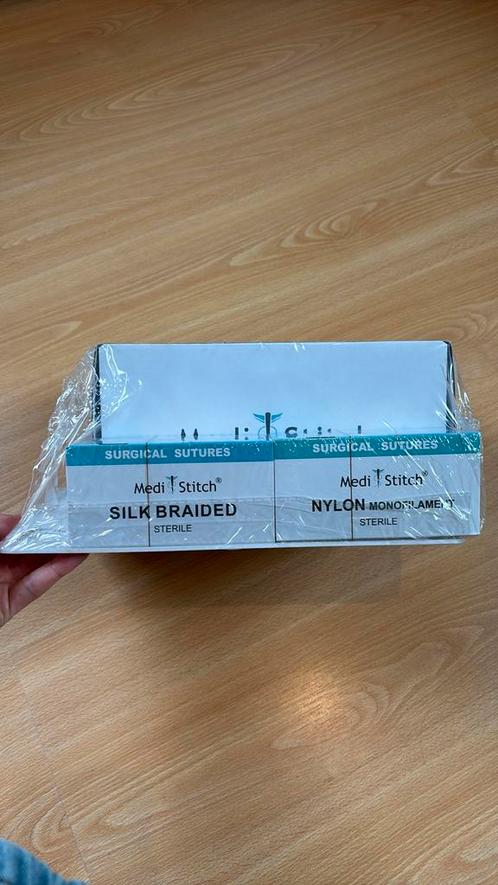 SURGICAL SUTURES
Medi Stitch®
SILK BRAIDED
STERILE
SURGICAL SUTURES
Medi Stitch®
NYLON MONOFILAMENT
STERILE